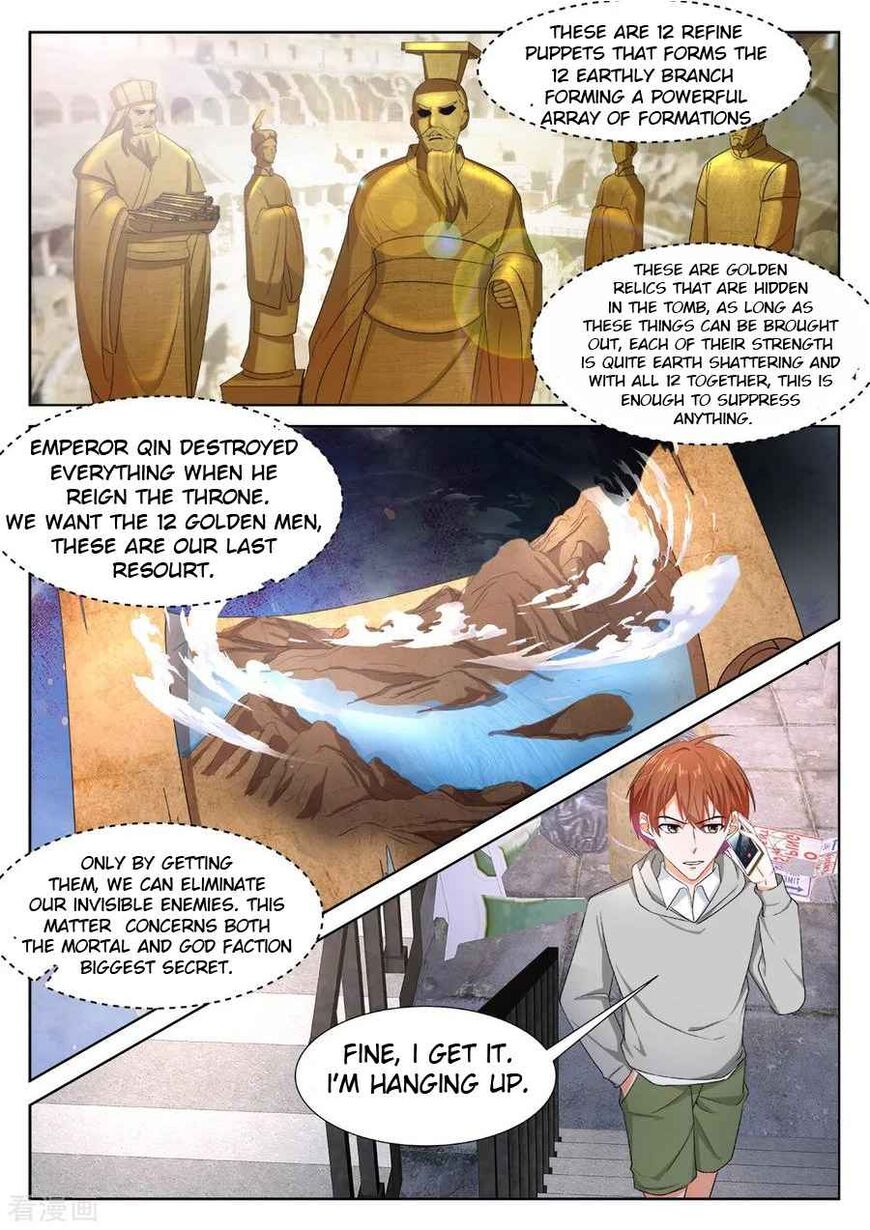 THESE ARE 12 REFINE
PUPPETS THAT FORMS THE
12 EARTHLY BRANCH
FORMING A POWERFUL
ARRAY OF FORMATIONS
THESE ARE GOLDEN
RELICS THAT ARE HIDDEN
IN THE TOMB, AS LONG AS
THESE THINGS CAN BE BROUGHT
OUT, EACH OF THEIR STRENGTH
IS QUITE EARTH SHATTERING AND
WITH ALL 12 TOGETHER, THIS IS
ENOUGH TO SUPPRESS
ANYTHING.
EMPEROR QIN DESTROYED
EVERYTHING WHEN HE
REIGN THE THRONE.
WE WANT THE 12 GOLDEN MEN,
THESE ARE OUR LAST
RESOURT.
ONLY BY GETTING
THEM, WE CAN ELIMINATE
OUR INVISIBLE ENEMIES. THIS
MATTER CONCERNS BOTH
THE MORTAL AND GOD FACTION
BIGGEST SECRET.
FINE, I GET IT.
I'M HANGING UP.
看漫画